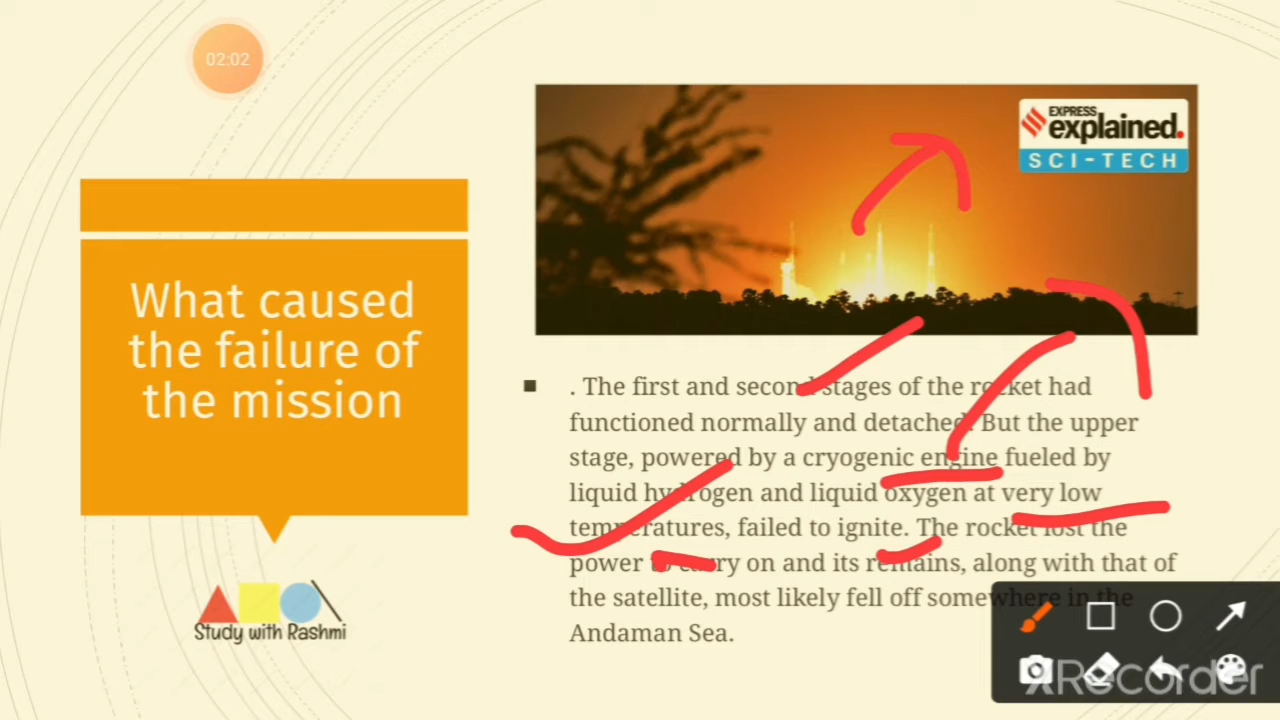 02:02
EXPRESS
explained.
SCI-TECH
What caused
the failure of
the mission
. The first and second stages of the rocket had
functioned normally and detached. But the upper
stage, powered by a cryogenic engine fueled by
liquid hydrogen and liquid oxygen at very low
temperatures, failed to ignite. The rocket lost the
power to carry on and its remains, along with that of
the satellite, most likely fell off somewhere in the
Andaman Sea.
Study with Rashmi
XRecorder